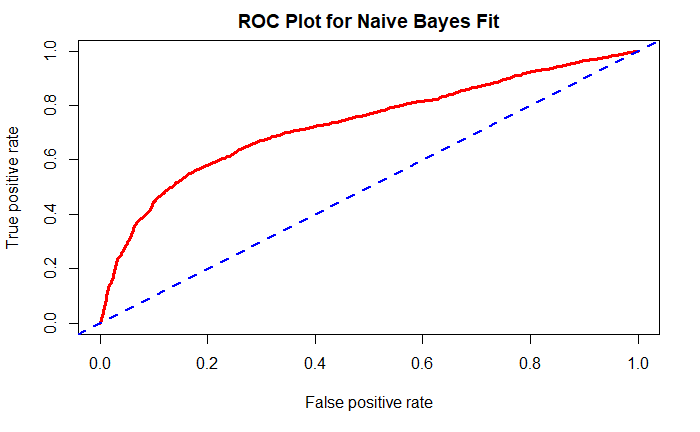 ROC Plot for Naive Bayes Fit
True positive rate
1.0
0.8
0.6
0.4
0.2
0.0
0.0 0.2 0.4 0.6 0.8 1.0
False positive rate